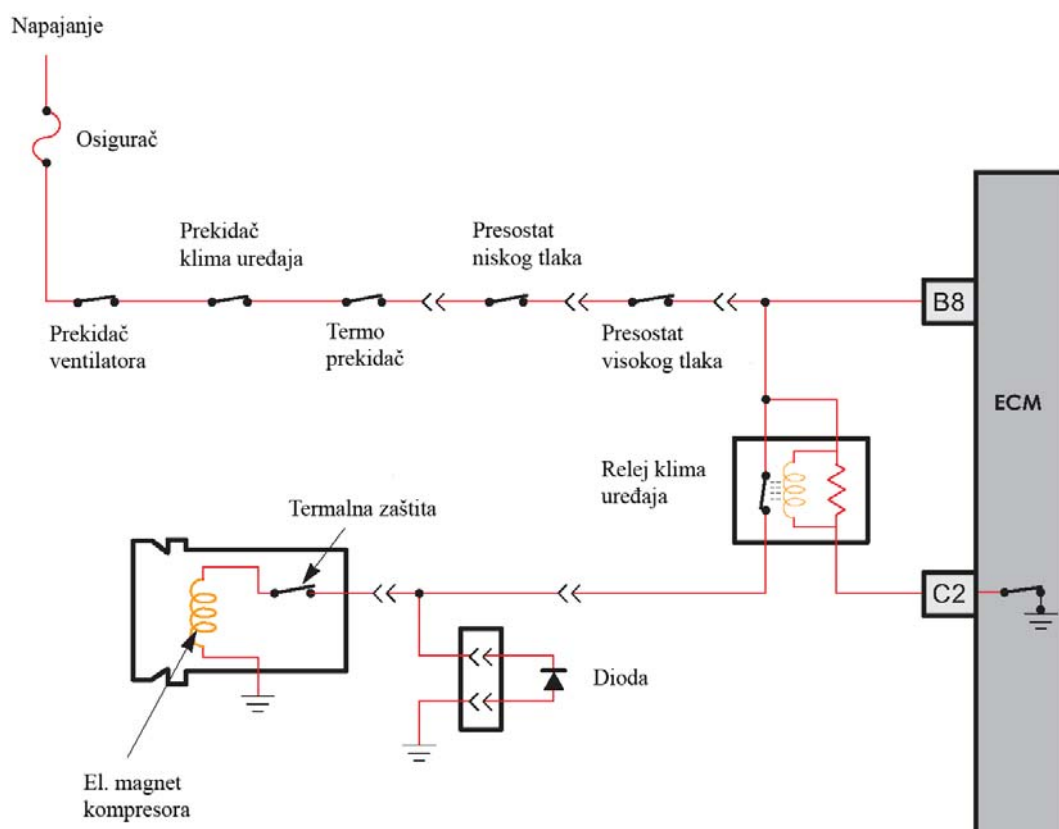 Napajanje
Osigurač
Prekidač
klima uređaja
Presostat
niskog tlaka
Prekidač
ventilatora
Termo
prekidač
Presostat
visokog tlaka
B8
ECM
Relej klima
uređaja
Termalna zaštita
C2
Dioda
El. magnet
kompresora